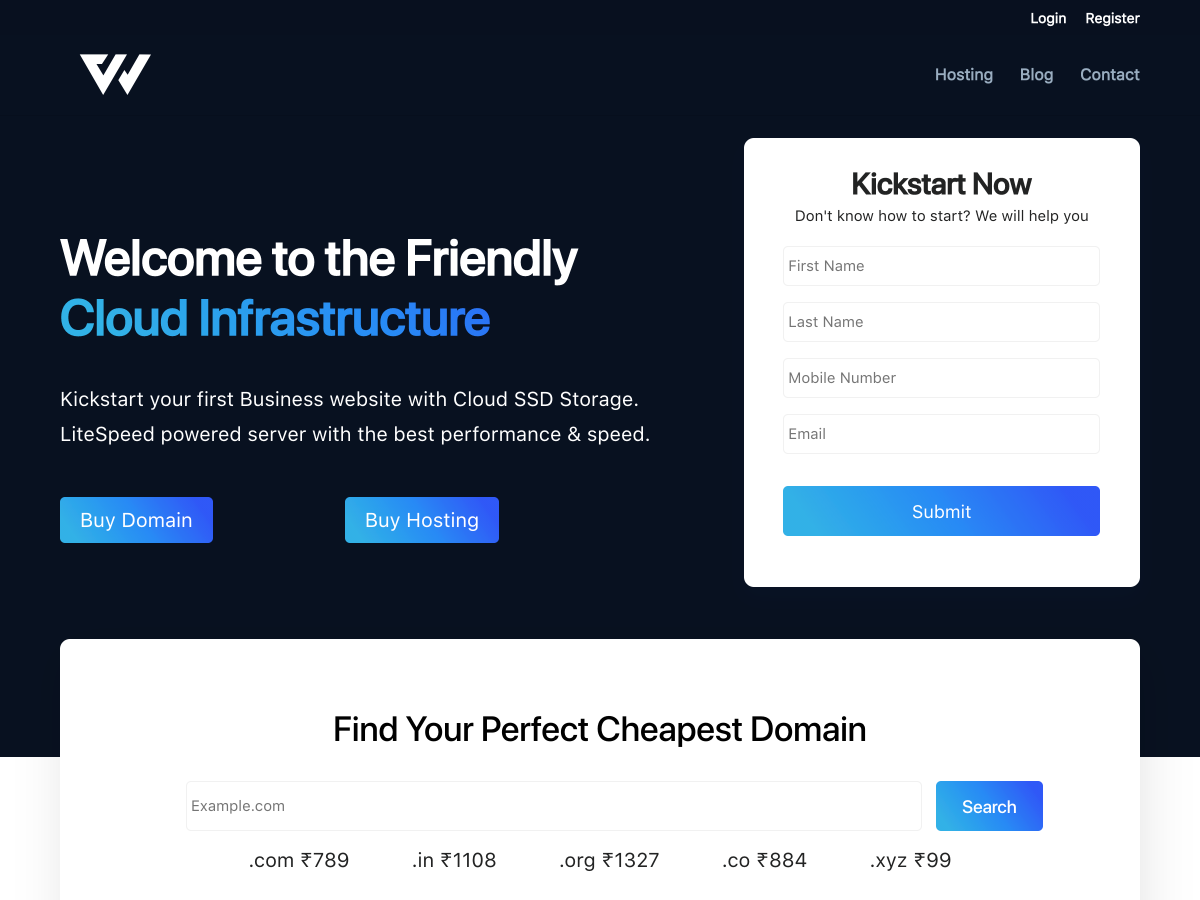 Login Register
Hosting Blog Contact
Welcome to the Friendly
Cloud Infrastructure
Kickstart your first Business website with Cloud SSD Storage.
LiteSpeed powered server with the best performance & speed.
Buy Domain Buy Hosting
Kickstart Now
Don't know how to start? We will help you
First Name
Last Name
Mobile Number
Email
Submit
Find Your Perfect Cheapest Domain
Example.com Search
.com ₹789 .in ₹1108 .org ₹1327 .co ₹884 .xyz ₹99